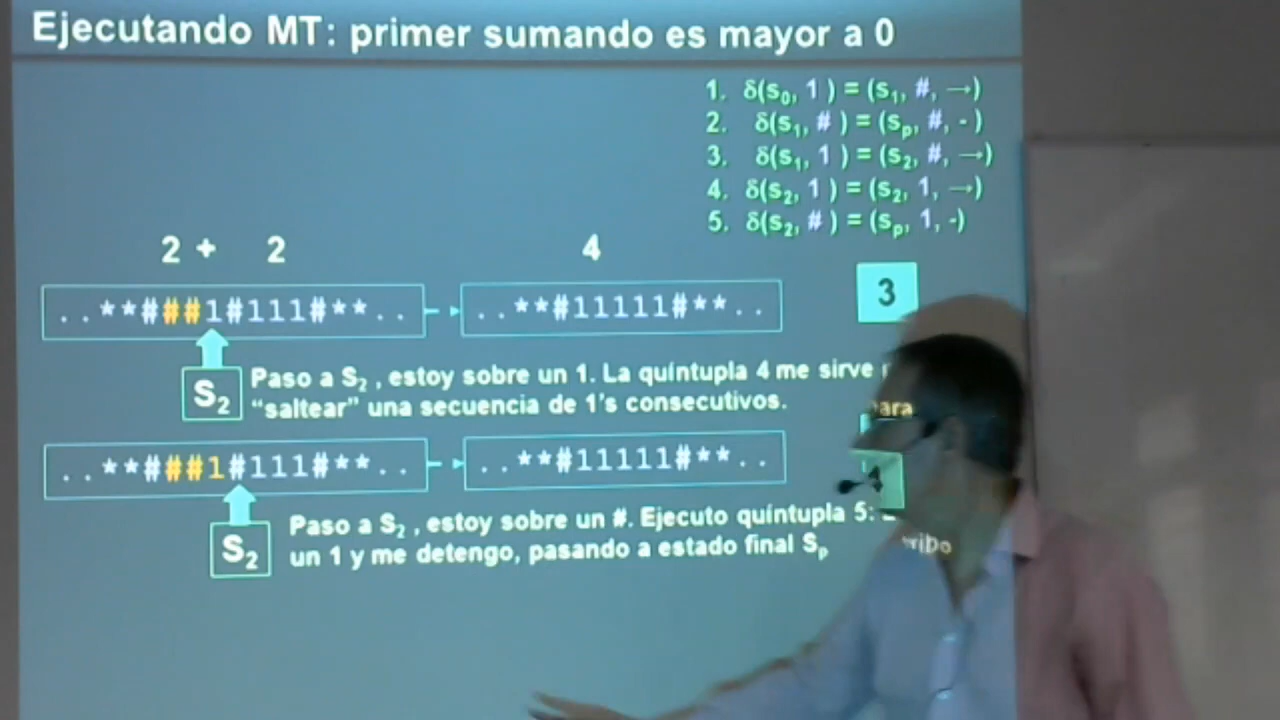 Ejecutando MT: primer sumando es mayor a 0
1. δ(s0, 1 ) = (s1, #, →)
2. δ(s1, # ) = (sp, #, - )
3. δ(s1, 1 ) = (s2, #, →)
4. δ(s2, 1 ) = (s2, 1, →)
5. δ(s2, # ) = (sp, 1, -)
2 + 2
4
. . **###1#111#** . .
. . **#11111#** . .
3
S2
Paso a S2 , estoy sobre un 1. La quíntupla 4 me sirve para
“saltear” una secuencia de 1's consecutivos.
. . **###1#111#** . .
. . **#11111#** . .
4
S2
Paso a S2 , estoy sobre un #. Ejecuto quíntupla 5:
un 1 y me detengo, pasando a estado final Sp